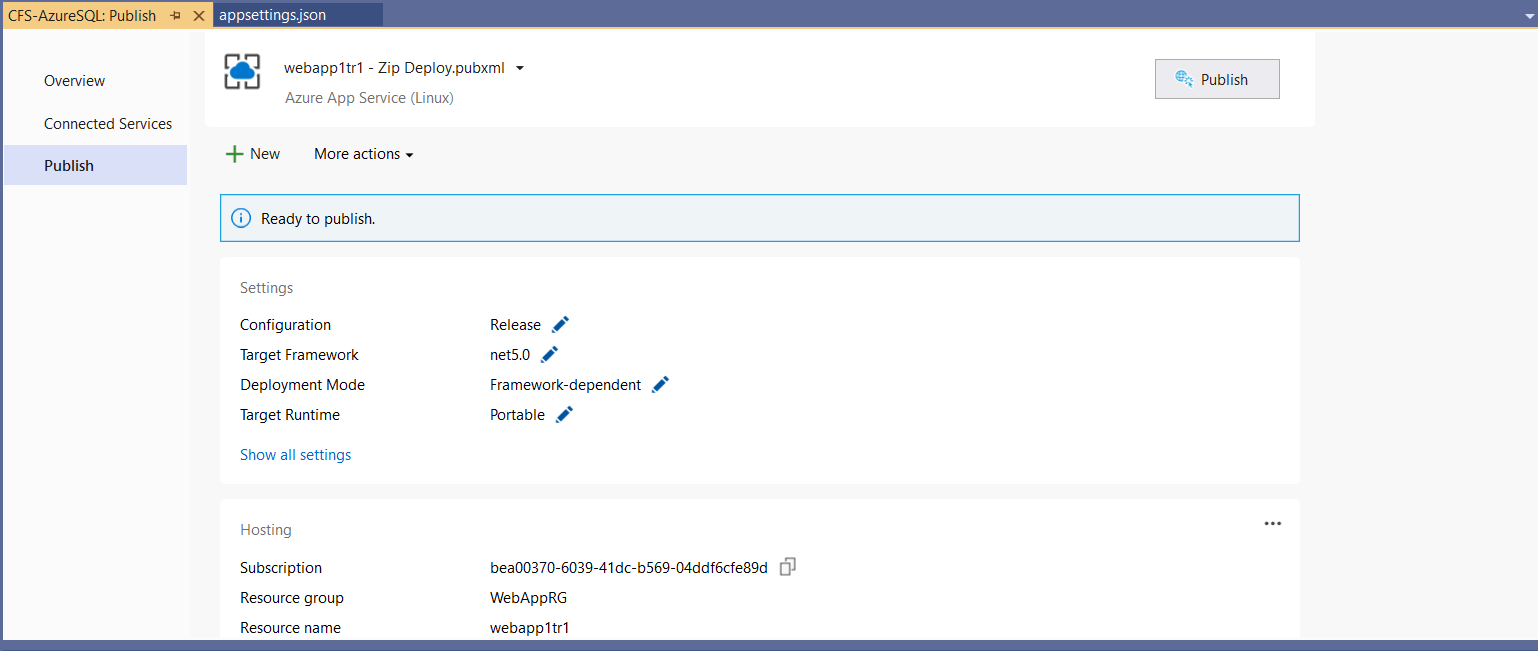 CFS-AzureSQL: Publish
appsettings.json
Overview
Connected Services
Publish
webapp1tr1 - Zip Deploy.pubxml
Azure App Service (Linux)
Publish
New
More actions
Ready to publish.
Settings
Configuration Release
Target Framework net5.0
Deployment Mode Framework-dependent
Target Runtime Portable
Show all settings
Hosting
Subscription bea00370-6039-41dc-b569-04ddf6cfe89d
Resource group WebAppRG
Resource name webapp1tr1